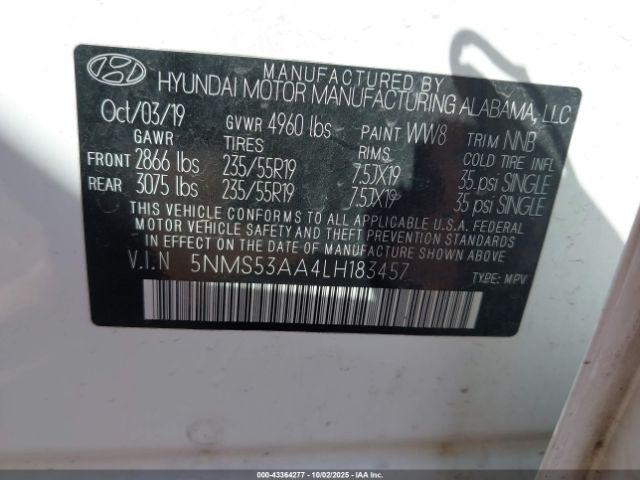 MANUFACTURED BY
HYUNDAI MOTOR MANUFACTURING ALABAMA, LLC
Oct/03/19 GVWR 4960 lbs PAINT WW8 TRIM NNB
GAWR TIRES RIMS COLD TIRE INFL
FRONT 2866 lbs 235/55R19 7.5JX19 35 psi SINGLE
REAR 3075 lbs 235/55R19 7.5JX19 35 psi SINGLE
THIS VEHICLE CONFORMS TO ALL APPLICABLE U.S.A. FEDERAL
MOTOR VEHICLE SAFETY AND THEFT PREVENTION STANDARDS
IN EFFECT ON THE DATE OF MANUFACTURE SHOWN ABOVE.
V.I.N 5NMS53AA4LH183457 TYPE: MPV
000-43364277 - 10/02/2025 - IAA Inc.